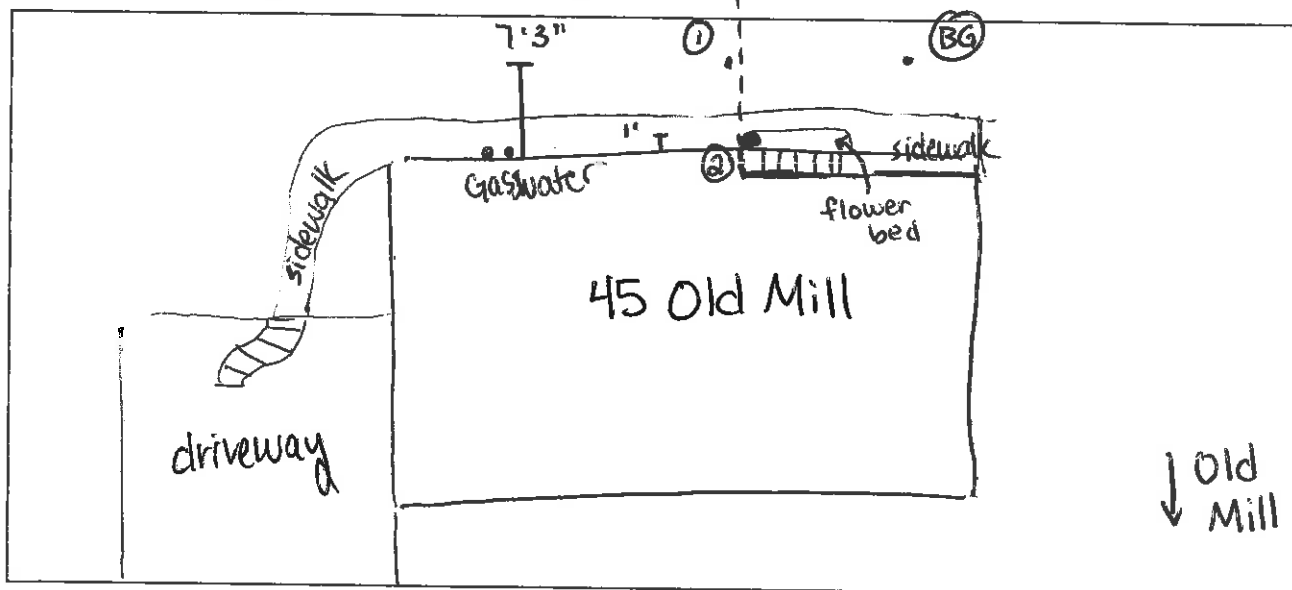 7'3"
①
BG
1'
②
sidewalk
Gas
water
flower
bed
sidewalk
45 Old Mill
driveway
↓ Old
Mill